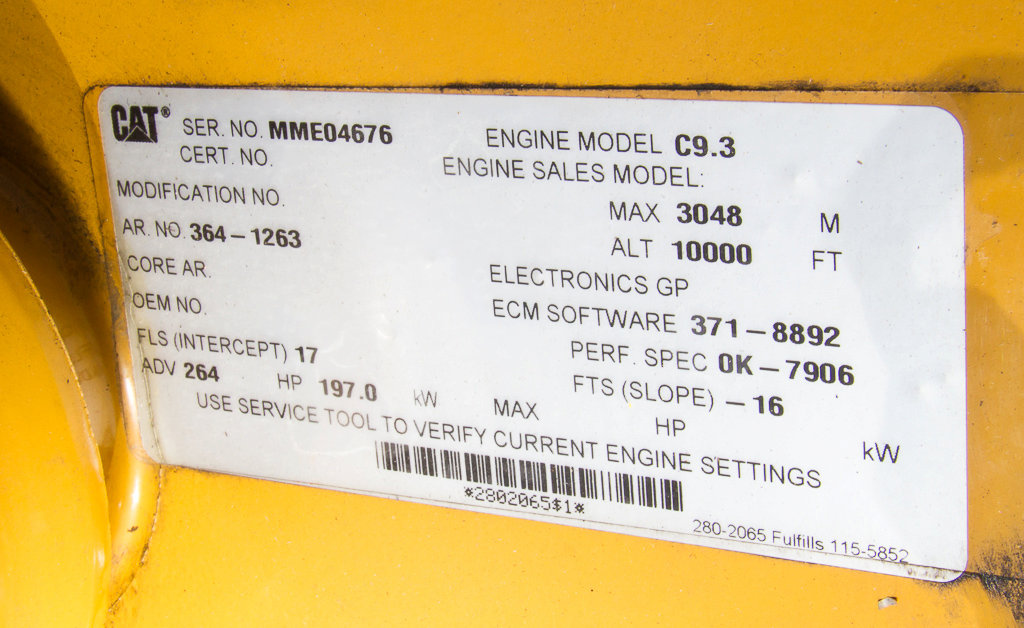 CAT® SER. NO. MME04676 ENGINE MODEL C9.3
CERT. NO. ENGINE SALES MODEL:
MODIFICATION NO. MAX 3048 M
AR. NO. 364-1263 ALT 10000 FT
CORE AR. ELECTRONICS GP
OEM NO. ECM SOFTWARE 371-8892
FLS (INTERCEPT) 17 PERF. SPEC 0K-7906
FTS (SLOPE) -16
ADV 264 HP 197.0 kW MAX HP kW
USE SERVICE TOOL TO VERIFY CURRENT ENGINE SETTINGS
*2802065$1*
280-2065 Fulfills 115-5852